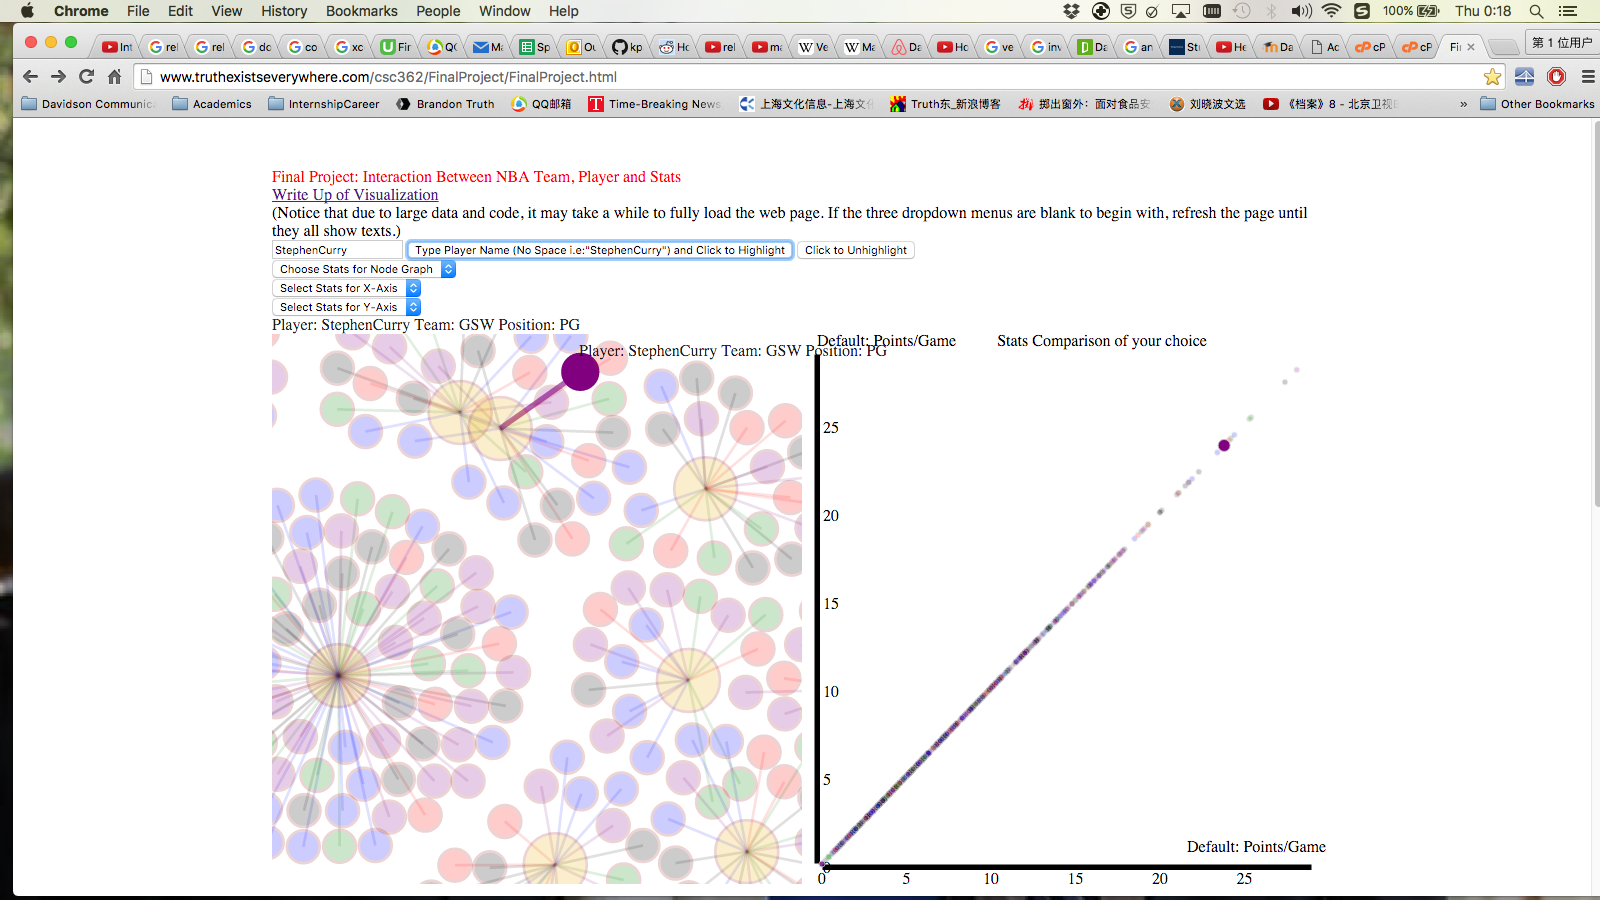 Chrome File Edit View History Bookmarks People Window Help 100% Thu 0:18
Int rel rel do co xc Fir QC Ma Sp Ou kp Ho rel ma Ve Ma Da Ho ve inv Da an Stu He Da Ac cP cP Fi 第 1 位用户
www.truthexistseverywhere.com/csc362/FinalProject/FinalProject.html
Davidson Communic Academics InternshipCareer Brandon Truth QQ邮箱 Time-Breaking News 上海文化信息-上海文化 Truth东_新浪博客 掷出窗外：面对食品安 刘晓波文选 《档案》8 - 北京卫视 » Other Bookmarks
Final Project: Interaction Between NBA Team, Player and Stats
Write Up of Visualization
(Notice that due to large data and code, it may take a while to fully load the web page. If the three dropdown menus are blank to begin with, refresh the page until
they all show texts.)
StephenCurry Type Player Name (No Space i.e:"StephenCurry") and Click to Highlight Click to Unhighlight
Choose Stats for Node Graph
Select Stats for X-Axis
Select Stats for Y-Axis
Player: StephenCurry Team: GSW Position: PG
Default: Points/Game Stats Comparison of your choice
Player: StephenCurry Team: GSW Position: PG
25
20
15
10
5
Default: Points/Game
0
0 5 10 15 20 25